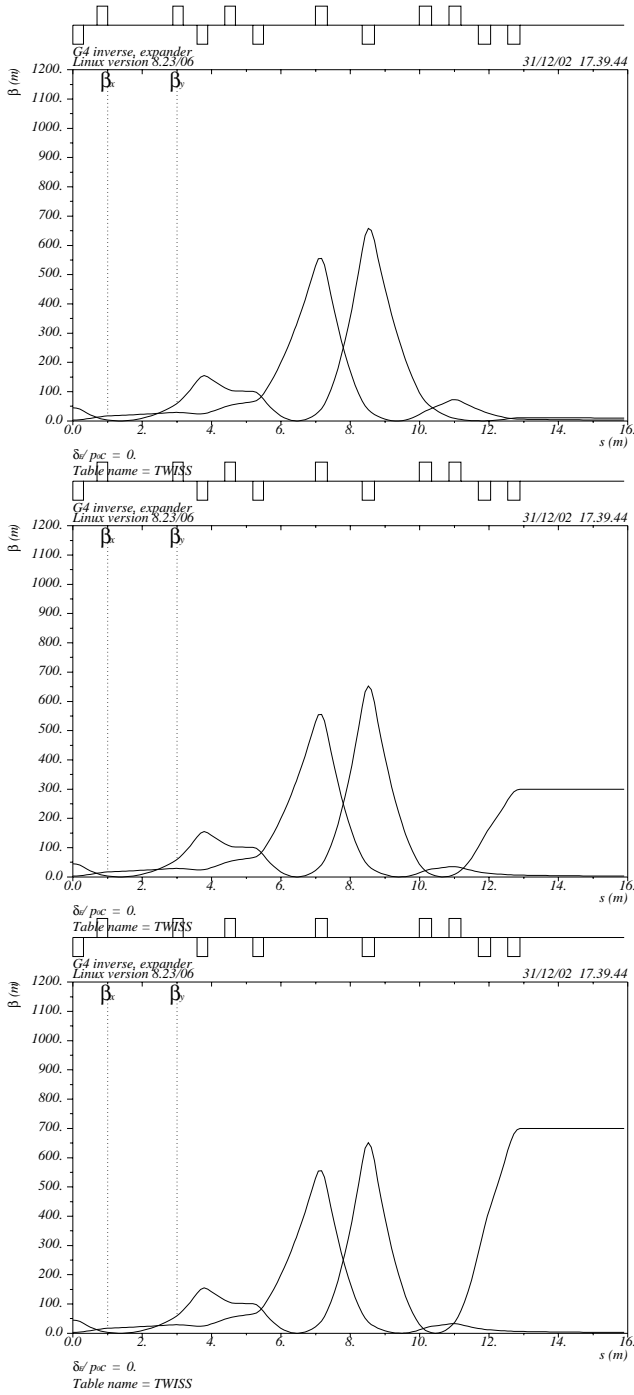 G4 inverse, expander
Linux version 8.23/06 31/12/02 17.39.44
1200.
βx βy
1100.
1000.
900.
800.
700.
600.
500.
400.
300.
200.
100.
0.0
β (m)
0.0 2. 4. 6. 8. 10. 12. 14. 16.
s (m)
δE/ p0c = 0.
Table name = TWISS
G4 inverse, expander
Linux version 8.23/06 31/12/02 17.39.44
1200.
βx βy
1100.
1000.
900.
800.
700.
600.
500.
400.
300.
200.
100.
0.0
β (m)
0.0 2. 4. 6. 8. 10. 12. 14. 16.
s (m)
δE/ p0c = 0.
Table name = TWISS
G4 inverse, expander
Linux version 8.23/06 31/12/02 17.39.44
1200.
βx βy
1100.
1000.
900.
800.
700.
600.
500.
400.
300.
200.
100.
0.0
β (m)
0.0 2. 4. 6. 8. 10. 12. 14. 16.
s (m)
δE/ p0c = 0.
Table name = TWISS